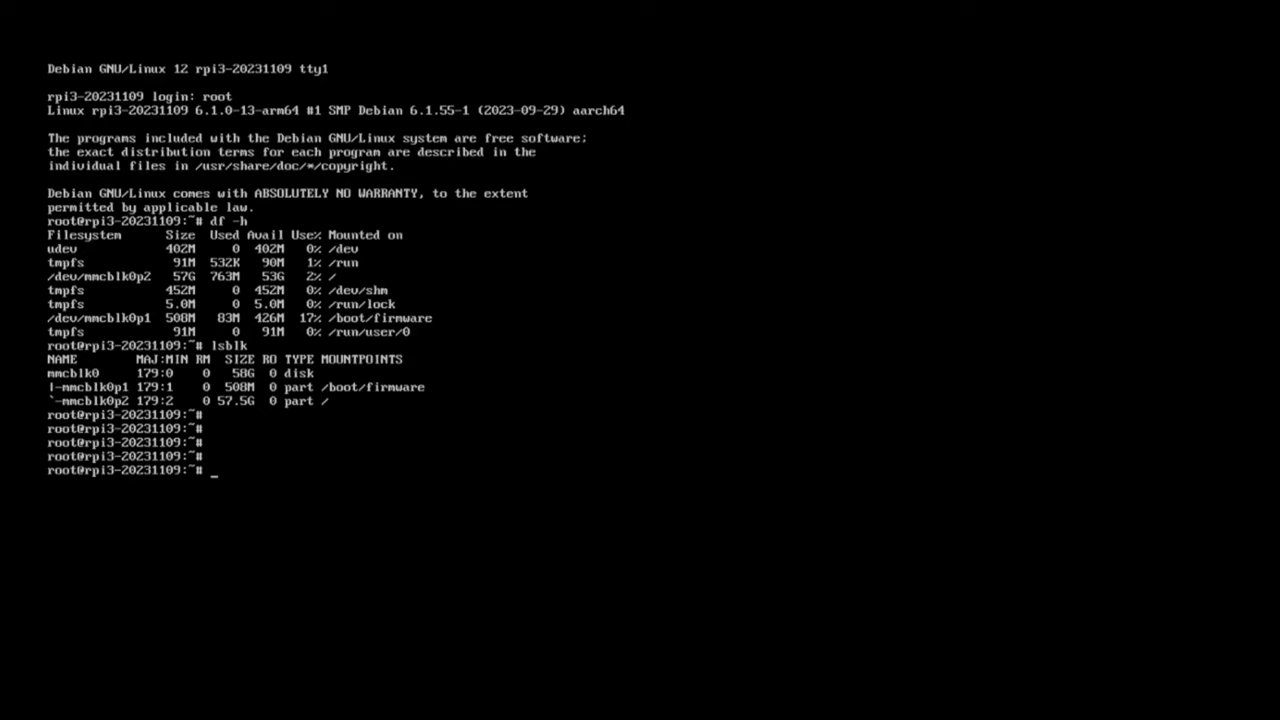 Debian GNU/Linux 12 rpi3-20231109 tty1
rpi3-20231109 login: root
Linux rpi3-20231109 6.1.0-13-arm64 #1 SMP Debian 6.1.55-1 (2023-09-29) aarch64
The programs included with the Debian GNU/Linux system are free software;
the exact distribution terms for each program are described in the
individual files in /usr/share/doc/*/copyright.
Debian GNU/Linux comes with ABSOLUTELY NO WARRANTY, to the extent
permitted by applicable law.
root@rpi3-20231109:~# df -h
Filesystem      Size  Used Avail Use% Mounted on
udev            402M     0  402M   0% /dev
tmpfs            91M  532K   90M   1% /run
/dev/mmcblk0p2   57G  763M   53G   2% /
tmpfs           452M     0  452M   0% /dev/shm
tmpfs           5.0M     0  5.0M   0% /run/lock
/dev/mmcblk0p1  508M   83M  426M  17% /boot/firmware
tmpfs            91M     0   91M   0% /run/user/0
root@rpi3-20231109:~# lsblk
NAME        MAJ:MIN RM  SIZE RO TYPE MOUNTPOINTS
mmcblk0     179:0    0   58G  0 disk
|-mmcblk0p1 179:1    0  508M  0 part /boot/firmware
`-mmcblk0p2 179:2    0 57.5G  0 part /
root@rpi3-20231109:~#
root@rpi3-20231109:~#
root@rpi3-20231109:~#
root@rpi3-20231109:~#
root@rpi3-20231109:~# _